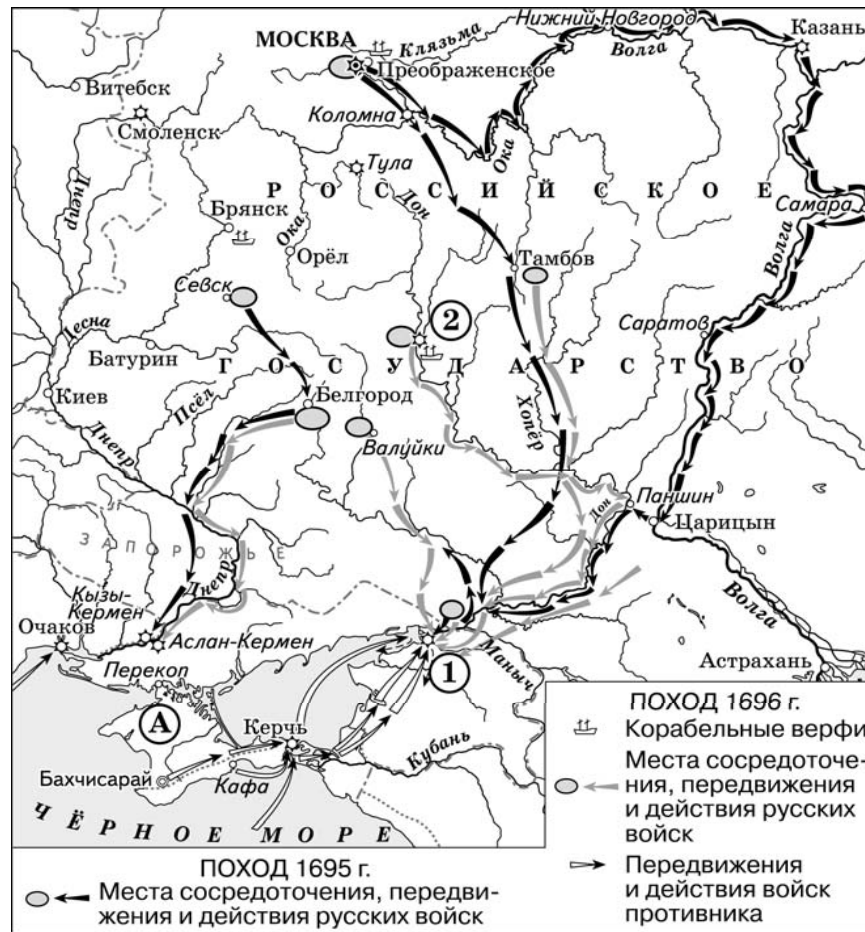 Нижний Новгород
Казань
МОСКВА
Клязьма
Волга
Преображенское
Витебск
Коломна
Смоленск
Ока
Тула
Днепр
Дон
РОССИЙСКОЕ
Самара
Брянск
Ока
Орёл
Тамбов
Волга
Севск
2
Десна
Саратов
Батурин
ГОСУДАРСТВО
Киев
Псёл
Белгород
Хопёр
Днепр
Валуйки
Паншин
Дон
Царицын
ЗАПОРОЖЬЕ
Днепр
Волга
Кызы-
Кермен
Очаков
Аслан-Кермен
Маныч
Астрахань
Перекоп
1
А
Керчь
Кубань
Бахчисарай
Кафа
ЧЁРНОЕ МОРЕ
ПОХОД 1696 г.
Корабельные верфи
Места сосредоточе-
ния, передвижения
и действия русских
войск
Передвижения
и действия войск
противника
ПОХОД 1695 г.
Места сосредоточения, передви-
жения и действия русских войск